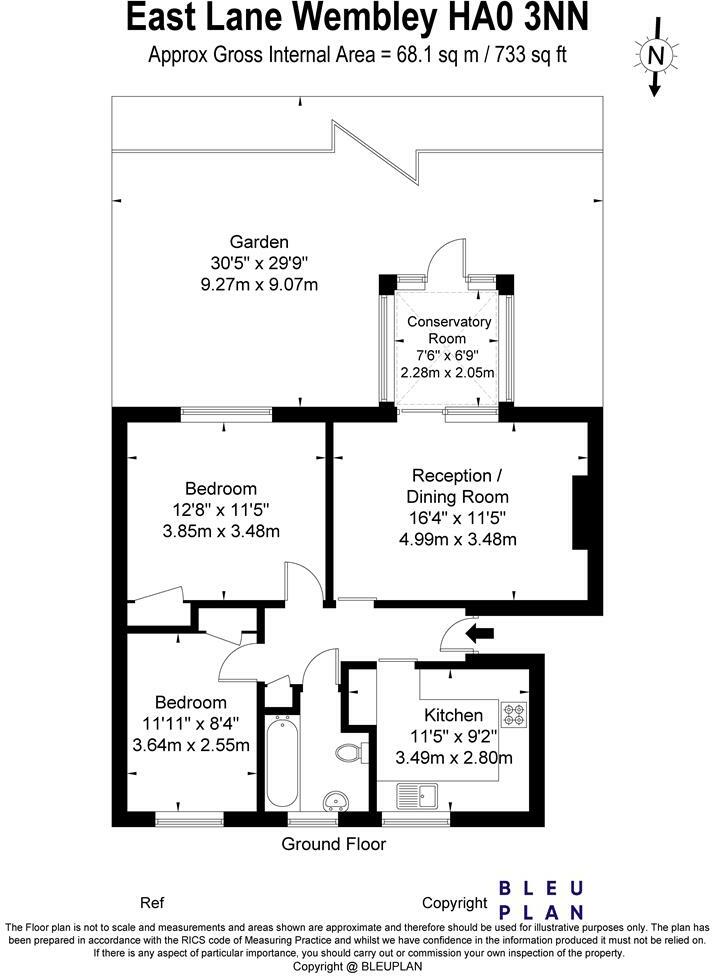 East Lane Wembley HA0 3NN
Approx Gross Internal Area = 68.1 sq m / 733 sq ft
N
Garden
30'5" x 29'9"
9.27m x 9.07m
Conservatory
Room
7'6" x 6'9"
2.28m x 2.05m
Bedroom
12'8" x 11'5"
3.85m x 3.48m
Reception /
Dining Room
16'4" x 11'5"
4.99m x 3.48m
Bedroom
11'11" x 8'4"
3.64m x 2.55m
Kitchen
11'5" x 9'2"
3.49m x 2.80m
Ground Floor
Ref
Copyright
BLEU
PLAN
The Floor plan is not to scale and measurements and areas shown are approximate and therefore should be used for illustrative purposes only. The plan has
been prepared in accordance with the RICS code of Measuring Practice and whilst we have confidence in the information produced it must not be relied on.
If there is any aspect of particular importance, you should carry out or commission your own inspection of the property.
Copyright @ BLEUPLAN